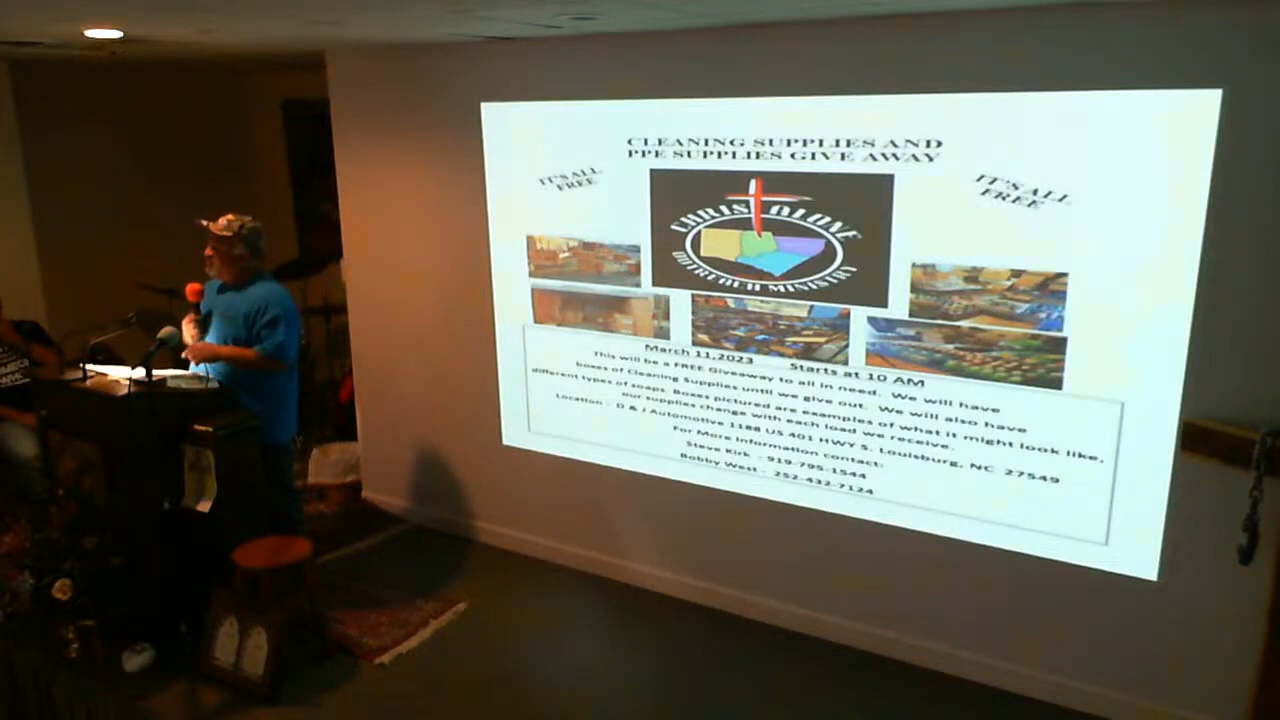 CLEANING SUPPLIES AND
PPE SUPPLIES GIVE AWAY
IT'S ALL
FREE
IT'S ALL
FREE
CHRIST ALONE
OUTREACH MINISTRY
March 11,2023 Starts at 10 AM
This will be a FREE Giveaway to all in need. We will have
boxes of Cleaning Supplies until we give out. We will also have
different types of soaps. Boxes pictured are examples of what it might look like,
our supplies change with each load we receive.
Location - D & J Automotive 1188 US 401 HWY S. Louisburg, NC 27549
For More Information contact:
Steve Kirk - 919-795-1544
Bobby West - 252-432-7124